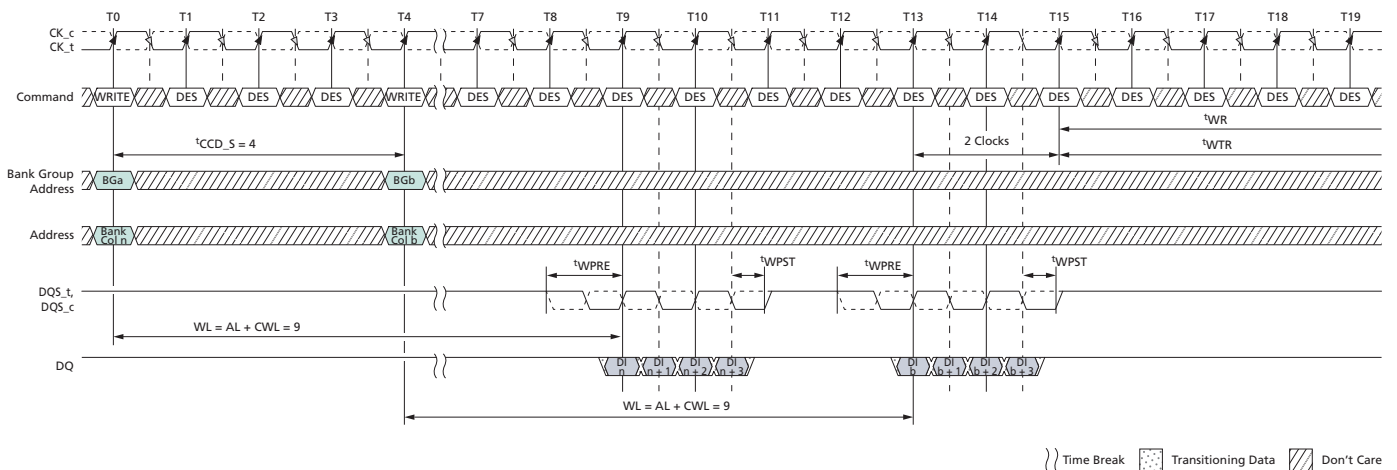 T0 T1 T2 T3 T4 T7 T8 T9 T10 T11 T12 T13 T14 T15 T16 T17 T18 T19
CK_c
CK_t
Command WRITE DES DES DES WRITE DES DES DES DES DES DES DES DES DES DES DES DES DES
tWR
tCCD_S = 4 2 Clocks tWTR
Bank Group
Address BGa BGb
Address Bank Col n Bank Col b
tWPRE tWPST tWPRE tWPST
DQS_t,
DQS_c
WL = AL + CWL = 9
DQ DI n DI n + 1 DI n + 2 DI n + 3 DI b DI b + 1 DI b + 2 DI b + 3
WL = AL + CWL = 9
Time Break Transitioning Data Don't Care